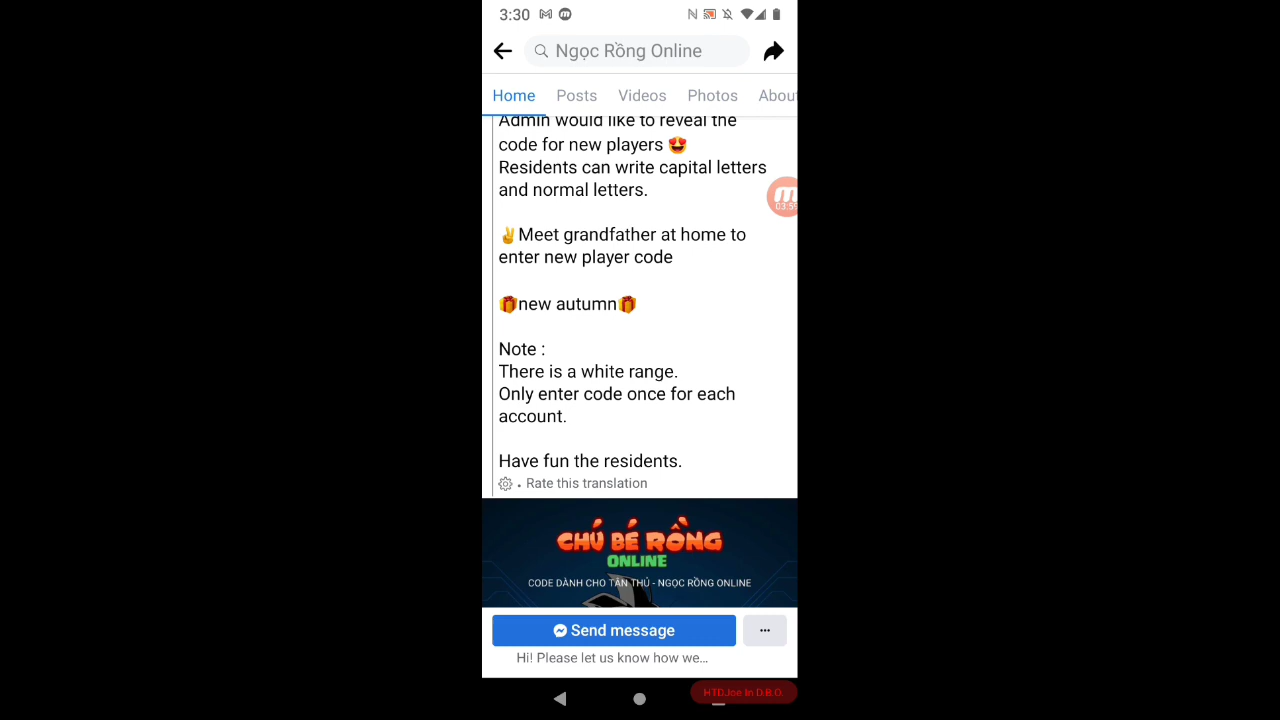 3:30
Ngọc Rồng Online
Home Posts Videos Photos About
Admin would like to reveal the
code for new players
Residents can write capital letters
and normal letters.
Meet grandfather at home to
enter new player code
new autumn
Note :
There is a white range.
Only enter code once for each
account.
Have fun the residents.
Rate this translation
CHÚ BÉ RỒNG
ONLINE
CODE DÀNH CHO TÂN THỦ - NGỌC RỒNG ONLINE
Send message
Hi! Please let us know how we...
HTDJoe In D.B.O.